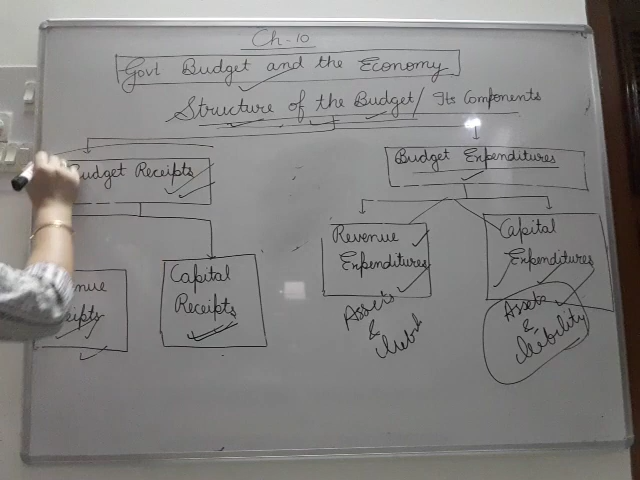 Ch-10
Govt Budget and the Economy
Structure of the Budget/ Its Components
Budget Receipts
Budget Expenditures
Capital
Receipts
Revenue
Expenditures
Assets
&
Capital
Expenditures
Assets
&
liability